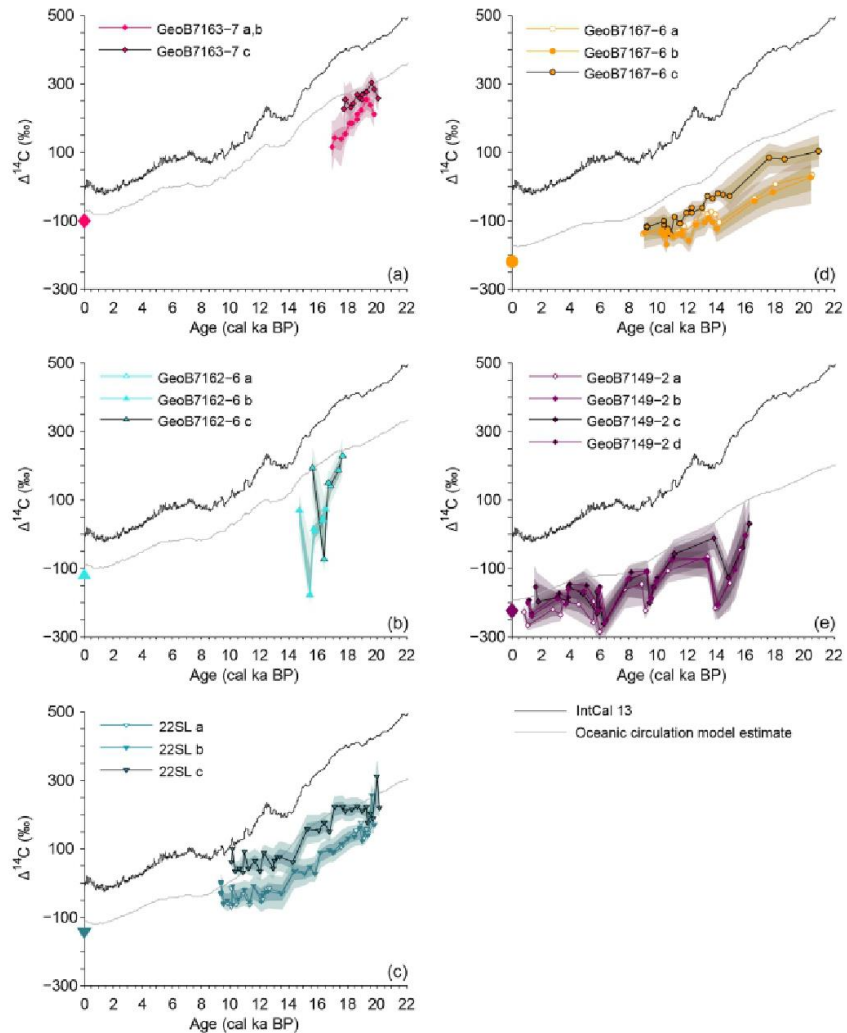 500
300
100
−100
−300
Δ¹⁴C (‰)
GeoB7163−7 a,b
GeoB7163−7 c
(a)
0 2 4 6 8 10 12 14 16 18 20 22
Age (cal ka BP)
500
300
100
−100
−300
Δ¹⁴C (‰)
GeoB7167−6 a
GeoB7167−6 b
GeoB7167−6 c
(d)
0 2 4 6 8 10 12 14 16 18 20 22
Age (cal ka BP)
500
300
100
−100
−300
Δ¹⁴C (‰)
GeoB7162−6 a
GeoB7162−6 b
GeoB7162−6 c
(b)
0 2 4 6 8 10 12 14 16 18 20 22
Age (cal ka BP)
500
300
100
−100
−300
Δ¹⁴C (‰)
GeoB7149−2 a
GeoB7149−2 b
GeoB7149−2 c
GeoB7149−2 d
(e)
0 2 4 6 8 10 12 14 16 18 20 22
Age (cal ka BP)
IntCal 13
Oceanic circulation model estimate
500
300
100
−100
−300
Δ¹⁴C (‰)
22SL a
22SL b
22SL c
(c)
0 2 4 6 8 10 12 14 16 18 20 22
Age (cal ka BP)